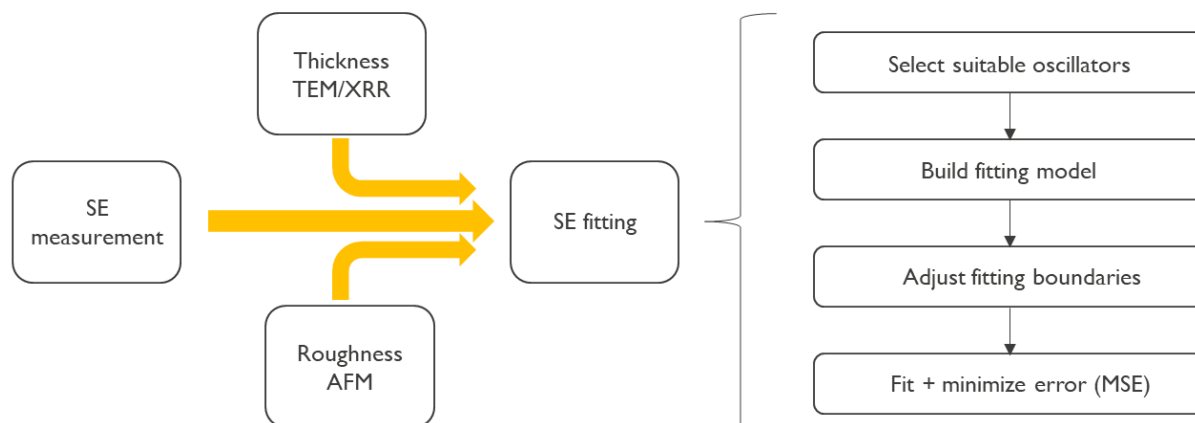 Thickness
TEM/XRR
SE
measurement
SE fitting
Roughness
AFM
Select suitable oscillators
Build fitting model
Adjust fitting boundaries
Fit + minimize error (MSE)